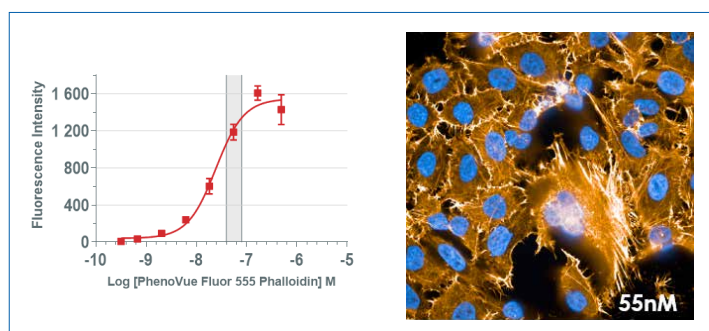 Fluorescence Intensity
1 600
1 200
800
400
0
-10 -9 -8 -7 -6 -5
Log [PhenoVue Fluor 555 Phalloidin] M
55nM